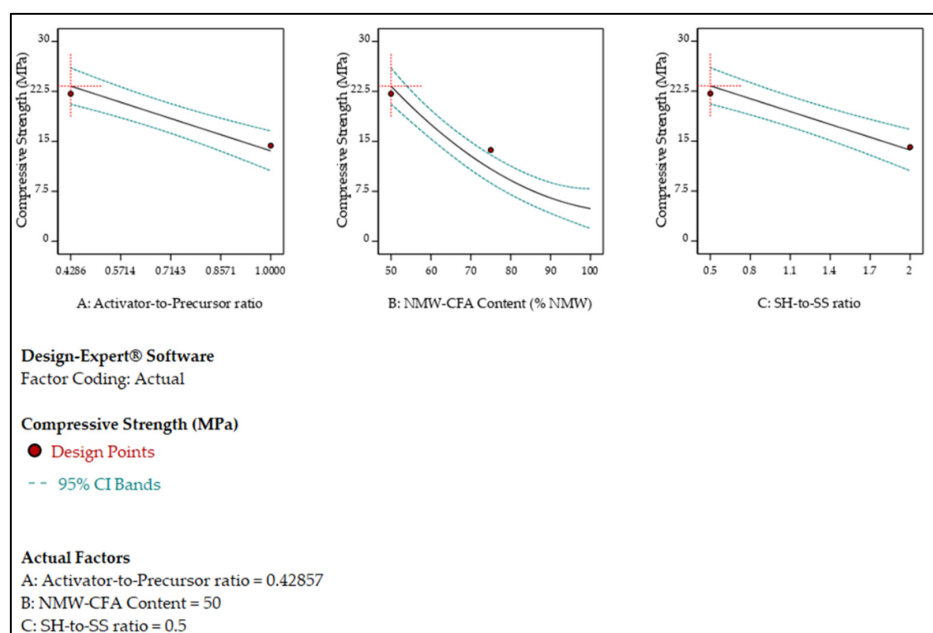 Compressive Strength (MPa)
30
22.5
15
7.5
0
0.4286 0.5714 0.7143 0.8571 1.0000
A: Activator-to-Precursor ratio
Compressive Strength (MPa)
30
22.5
15
7.5
0
50 60 70 80 90 100
B: NMW-CFA Content (% NMW)
Compressive Strength (MPa)
30
22.5
15
7.5
0
0.5 0.8 1.1 1.4 1.7 2
C: SH-to-SS ratio
Design-Expert® Software
Factor Coding: Actual
Compressive Strength (MPa)
Design Points
95% CI Bands
Actual Factors
A: Activator-to-Precursor ratio = 0.42857
B: NMW-CFA Content = 50
C: SH-to-SS ratio = 0.5